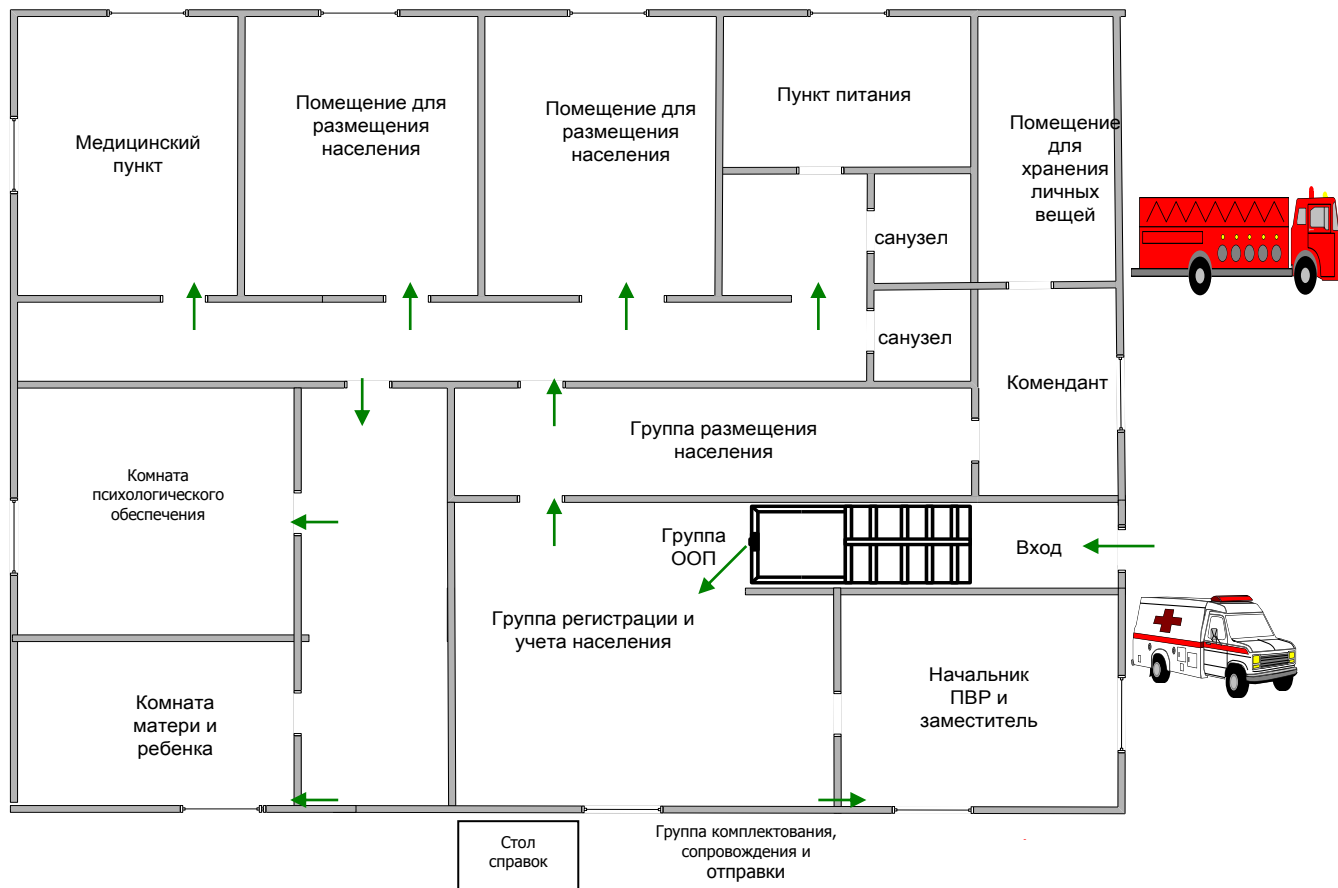 Медицинский
пункт
Помещение для
размещения
населения
Помещение для
размещения
населения
Пункт питания
Помещение
для
хранения
личных
вещей
санузел
санузел
Комендант
Группа размещения
населения
Комната
психологического
обеспечения
Группа
ООП
Вход
Группа регистрации и
учета населения
Начальник
ПВР и
заместитель
Комната
матери и
ребенка
Стол
справок
Группа комплектования,
сопровождения и
отправки